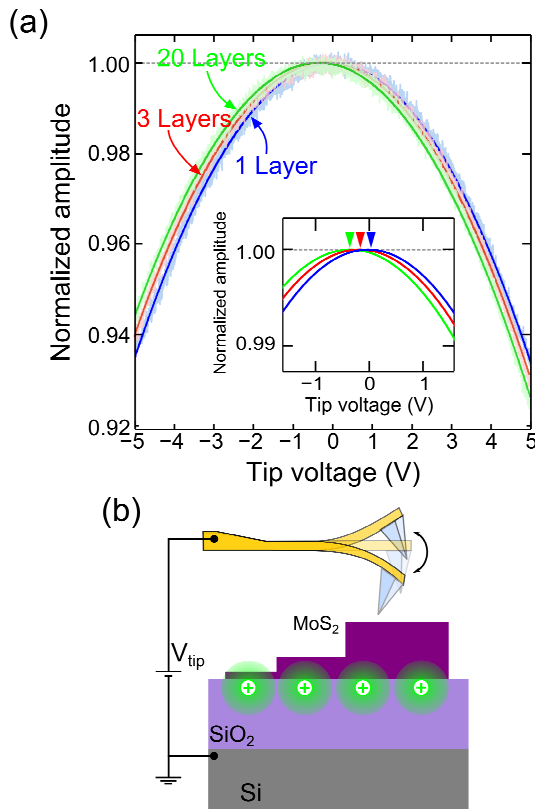 (a)
1.00
0.98
0.96
0.94
0.92
Normalized amplitude
20 Layers
3 Layers
1 Layer
Normalized amplitude
1.00
0.99
−1
0
1
Tip voltage (V)
−5
−4
−3
−2
−1
0
1
2
3
4
5
Tip voltage (V)
(b)
MoS2
Vtip
+ + + +
SiO2
Si